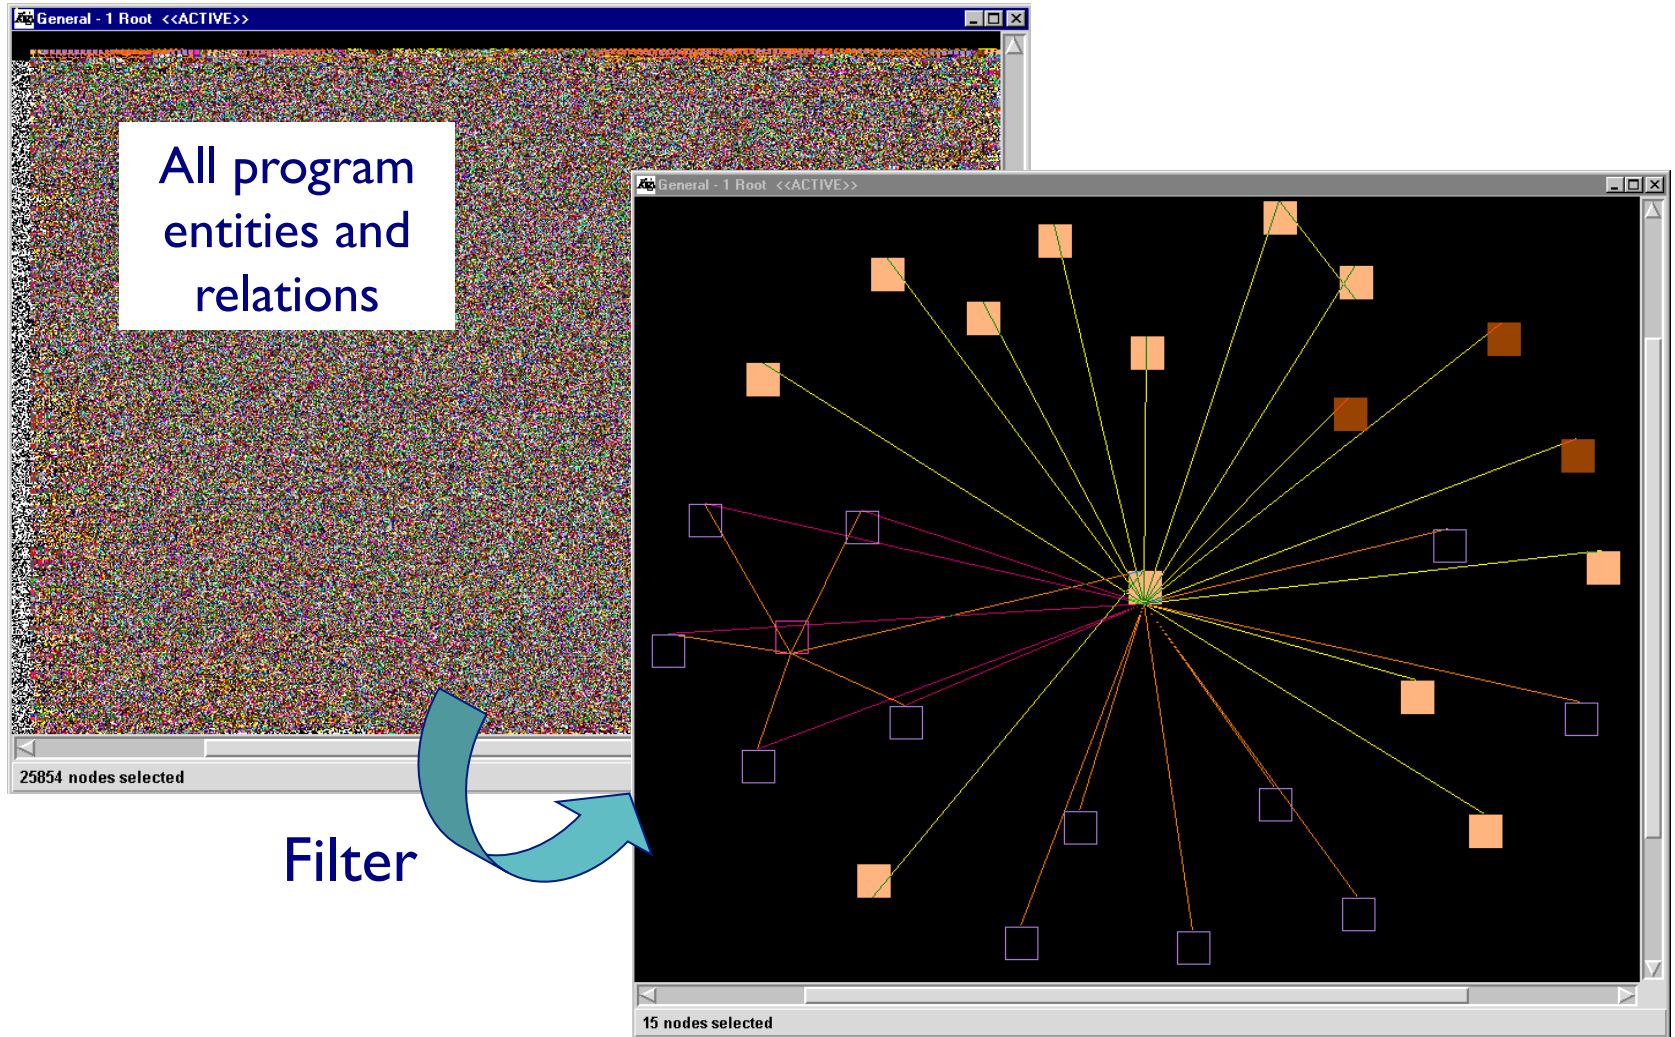 General - 1 Root <<ACTIVE>>
All program
entities and
relations
25854 nodes selected
Filter
General - 1 Root <<ACTIVE>>
15 nodes selected